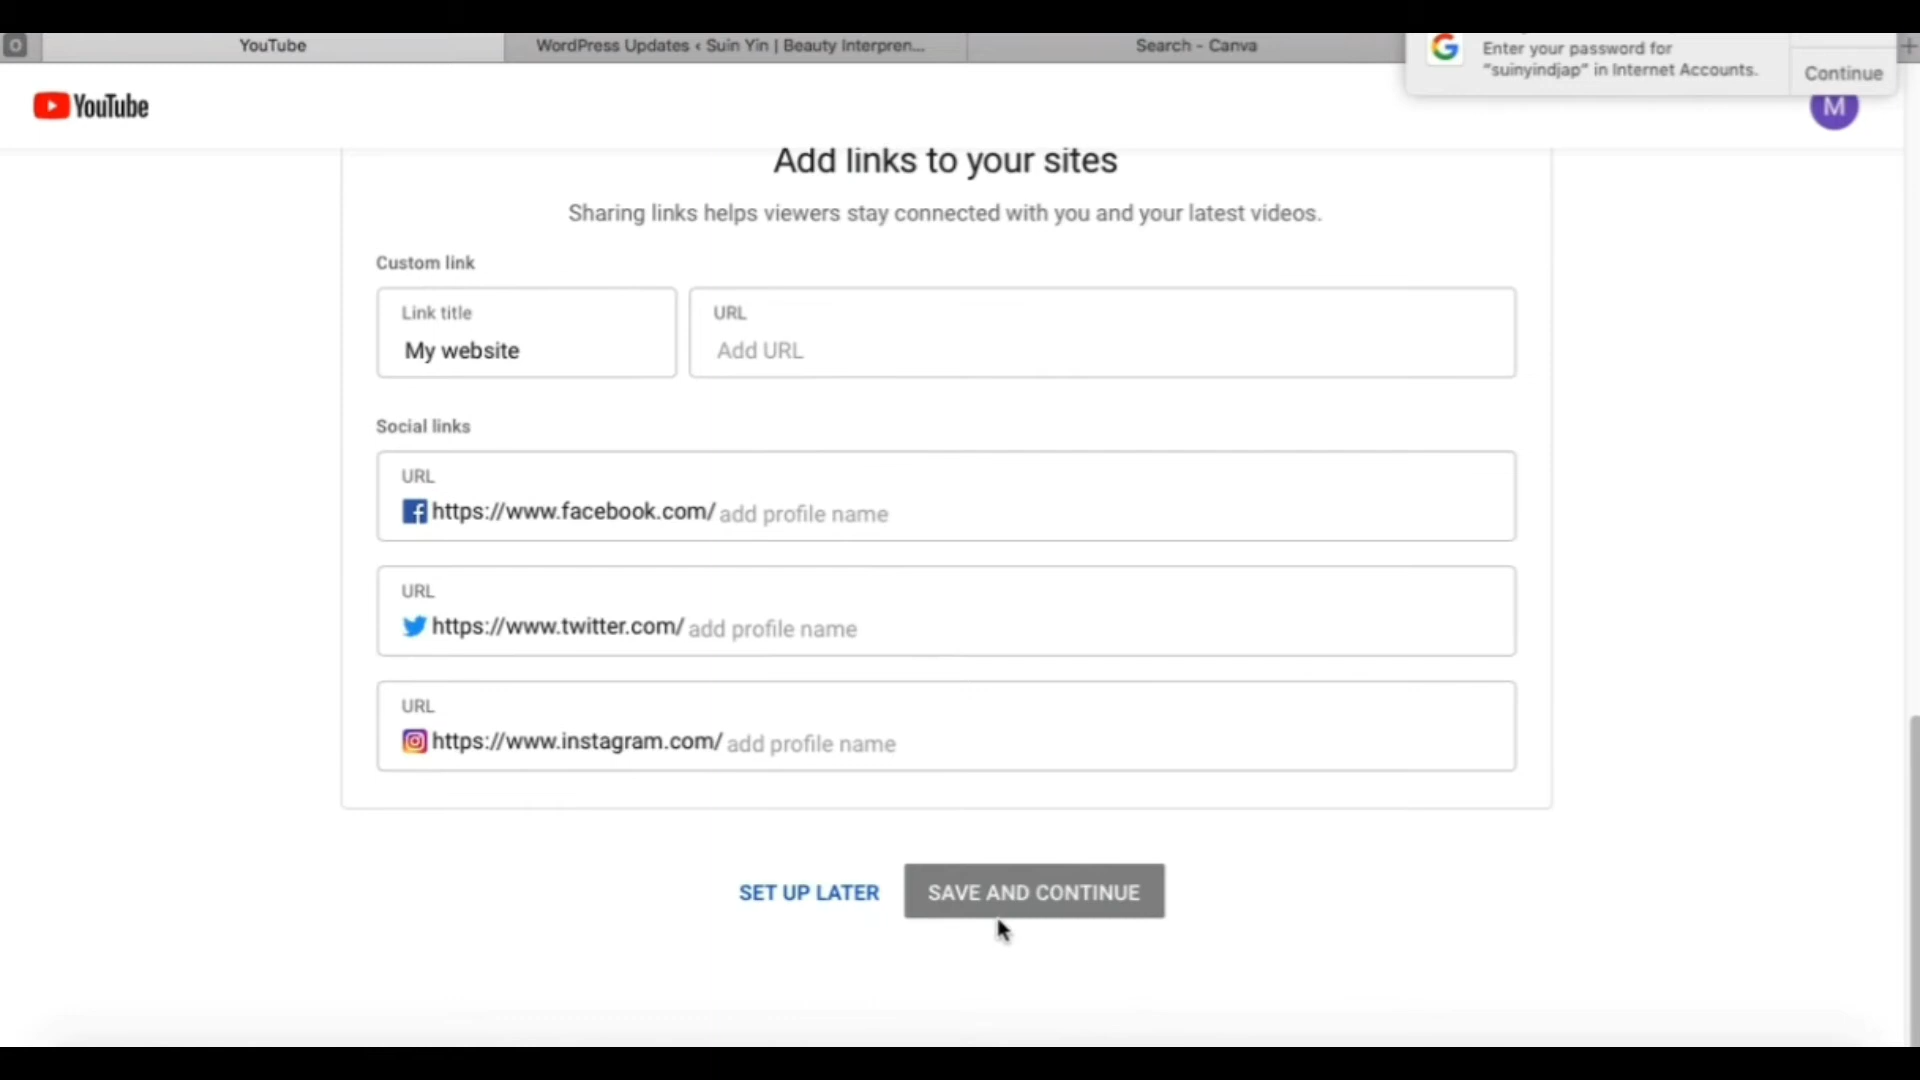 YouTube
WordPress Updates ‹ Suin Yin | Beauty Interpren...
Search - Canva
Enter your password for
"suinyindjap" in Internet Accounts.
Continue
YouTube
M
Add links to your sites
Sharing links helps viewers stay connected with you and your latest videos.
Custom link
Link title
My website
URL
Add URL
Social links
URL
https://www.facebook.com/ add profile name
URL
https://www.twitter.com/ add profile name
URL
https://www.instagram.com/ add profile name
SET UP LATER
SAVE AND CONTINUE